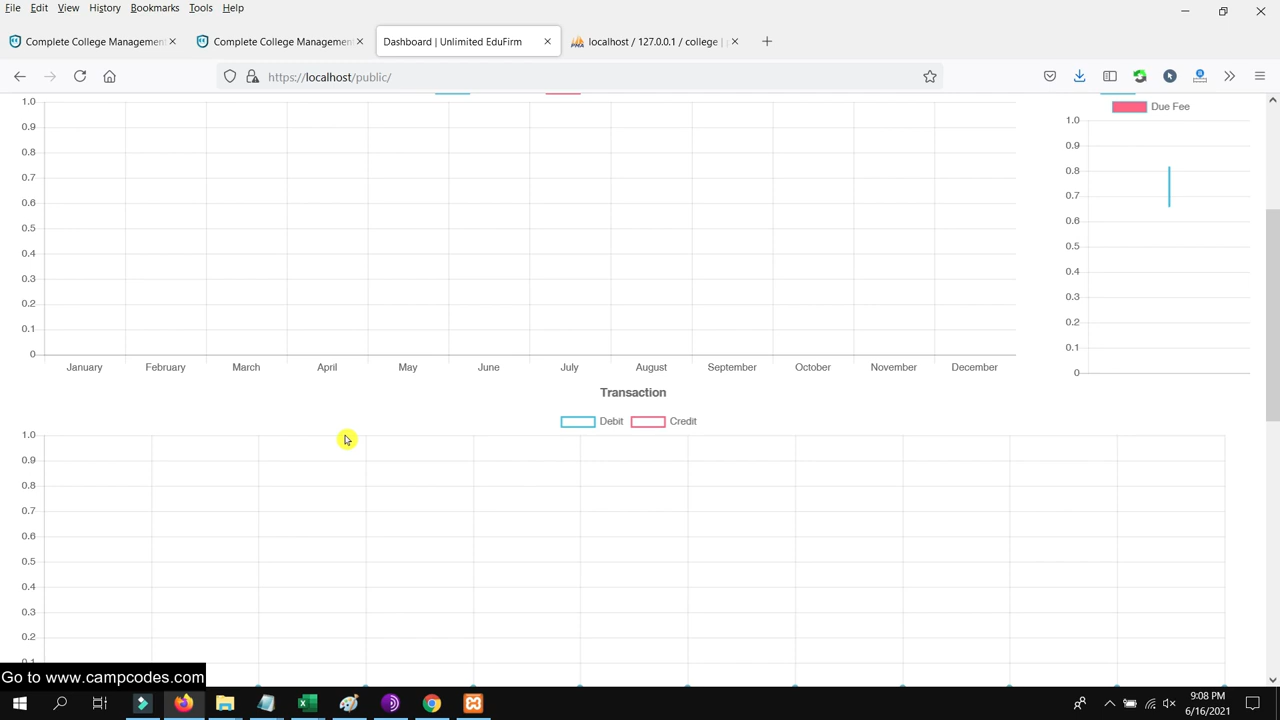 File Edit View History Bookmarks Tools Help
Complete College Management
Complete College Management
Dashboard | Unlimited EduFirm
localhost / 127.0.0.1 / college |
https://localhost/public/
Due Fee
1.0
0.9
0.8
0.7
0.6
0.5
0.4
0.3
0.2
0.1
0
January February March April May June July August September October November December
1.0
0.9
0.8
0.7
0.6
0.5
0.4
0.3
0.2
0.1
0
Transaction
Debit Credit
1.0
0.9
0.8
0.7
0.6
0.5
0.4
0.3
0.2
0.1
Go to www.campcodes.com
9:08 PM
6/16/2021